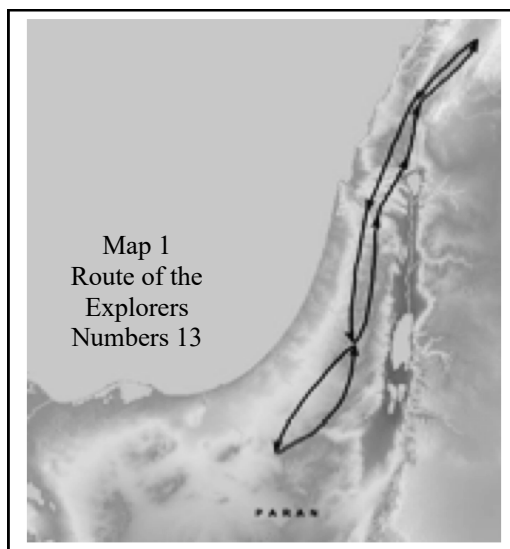 Map 1
Route of the
Explorers
Numbers 13
PARAN